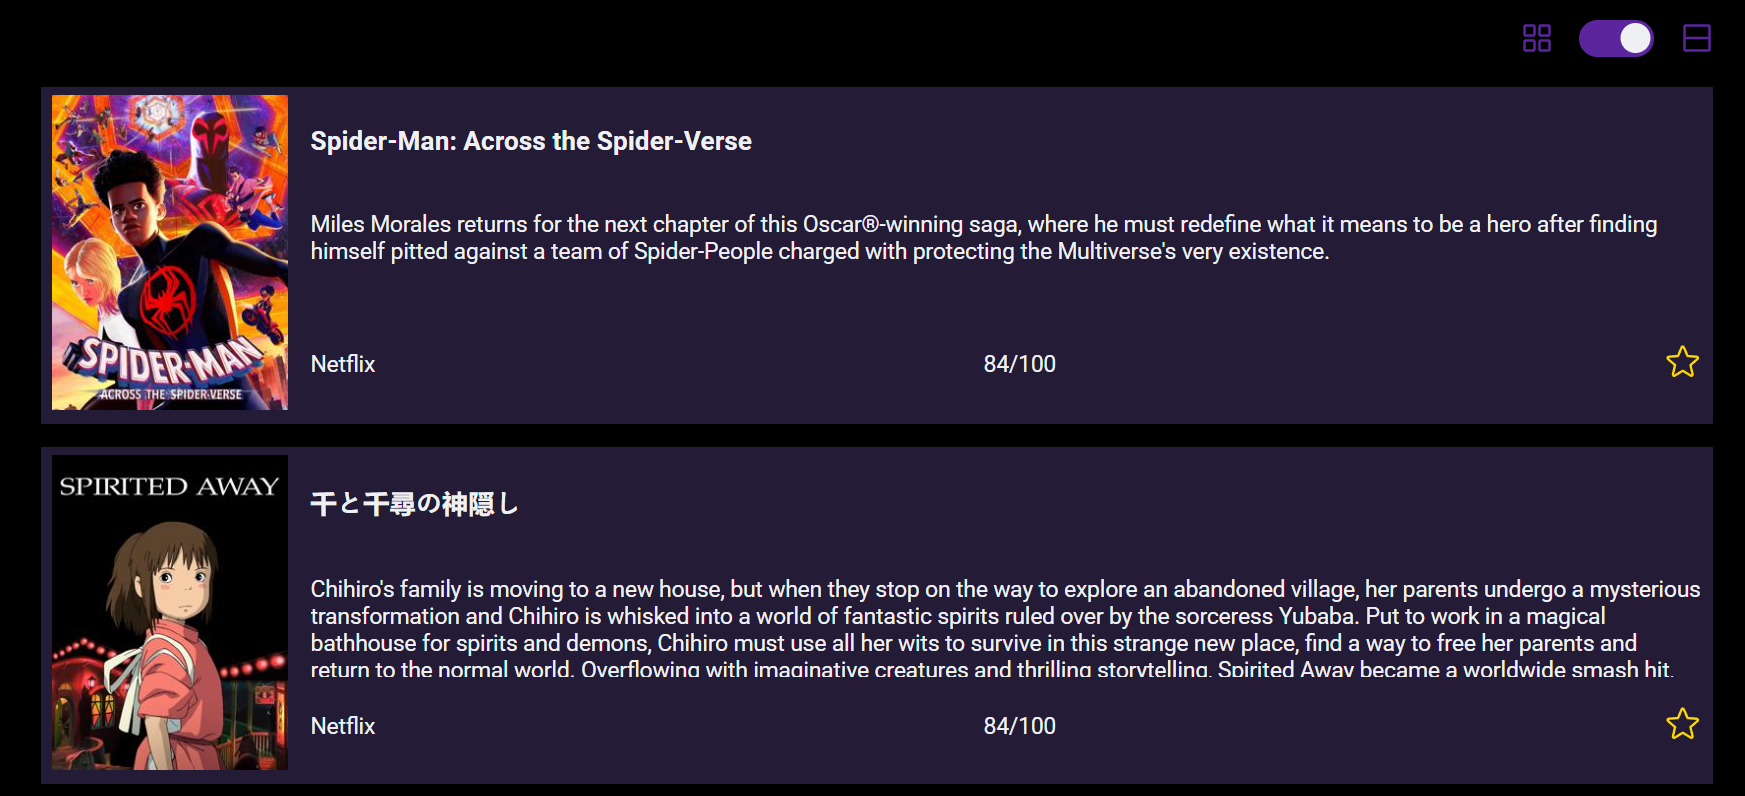 SPIDER-MAN
ACROSS THE SPIDER-VERSE
Spider-Man: Across the Spider-Verse
Miles Morales returns for the next chapter of this Oscar®-winning saga, where he must redefine what it means to be a hero after finding
himself pitted against a team of Spider-People charged with protecting the Multiverse's very existence.
Netflix
84/100
SPIRITED AWAY
千と千尋の神隠し
Chihiro's family is moving to a new house, but when they stop on the way to explore an abandoned village, her parents undergo a mysterious
transformation and Chihiro is whisked into a world of fantastic spirits ruled over by the sorceress Yubaba. Put to work in a magical
bathhouse for spirits and demons, Chihiro must use all her wits to survive in this strange new place, find a way to free her parents and
return to the normal world. Overflowing with imaginative creatures and thrilling storytelling, Spirited Away became a worldwide smash hit.
Netflix
84/100